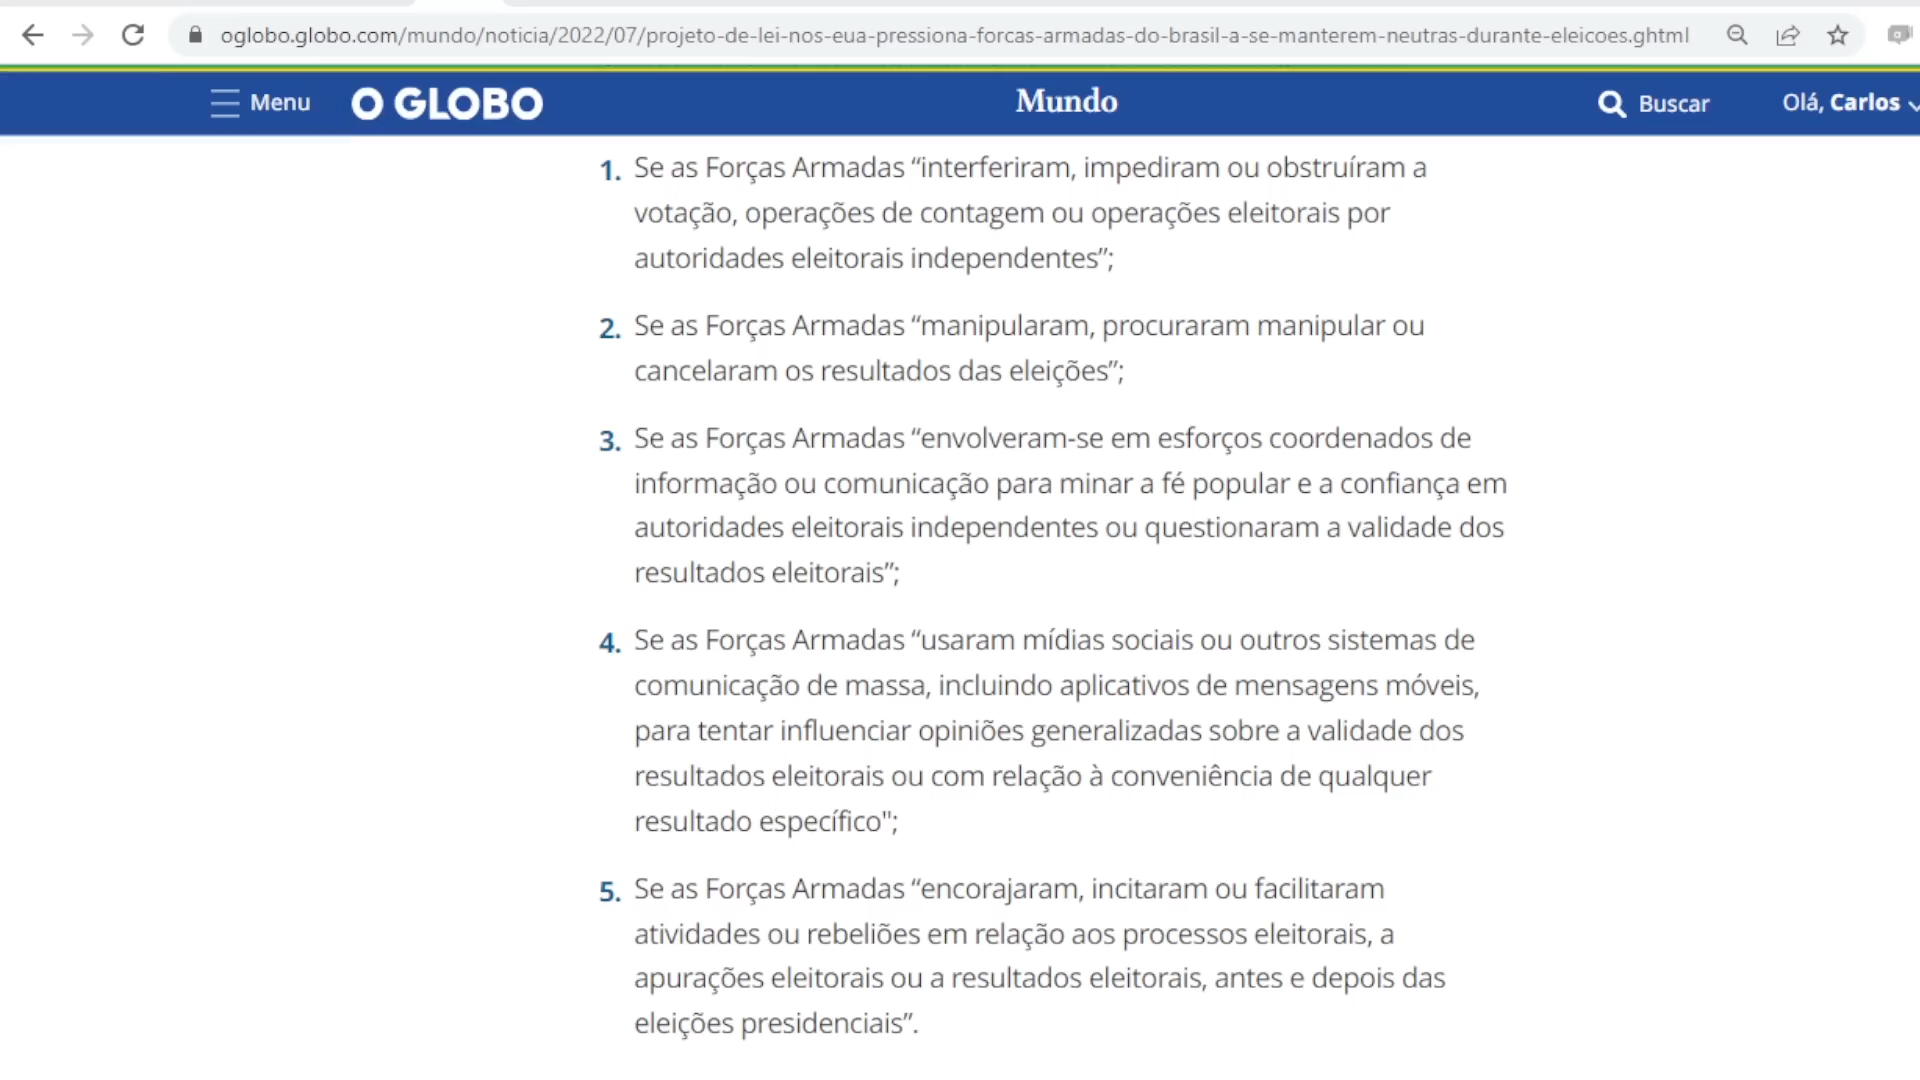 oglobo.globo.com/mundo/noticia/2022/07/projeto-de-lei-nos-eua-pressiona-forcas-armadas-do-brasil-a-se-manterem-neutras-durante-eleicoes.ghtml
Menu O GLOBO Mundo Buscar Olá, Carlos
1. Se as Forças Armadas “interferiram, impediram ou obstruíram a
votação, operações de contagem ou operações eleitorais por
autoridades eleitorais independentes”;
2. Se as Forças Armadas “manipularam, procuraram manipular ou
cancelaram os resultados das eleições”;
3. Se as Forças Armadas “envolveram-se em esforços coordenados de
informação ou comunicação para minar a fé popular e a confiança em
autoridades eleitorais independentes ou questionaram a validade dos
resultados eleitorais”;
4. Se as Forças Armadas “usaram mídias sociais ou outros sistemas de
comunicação de massa, incluindo aplicativos de mensagens móveis,
para tentar influenciar opiniões generalizadas sobre a validade dos
resultados eleitorais ou com relação à conveniência de qualquer
resultado específico";
5. Se as Forças Armadas “encorajaram, incitaram ou facilitaram
atividades ou rebeliões em relação aos processos eleitorais, a
apurações eleitorais ou a resultados eleitorais, antes e depois das
eleições presidenciais”.